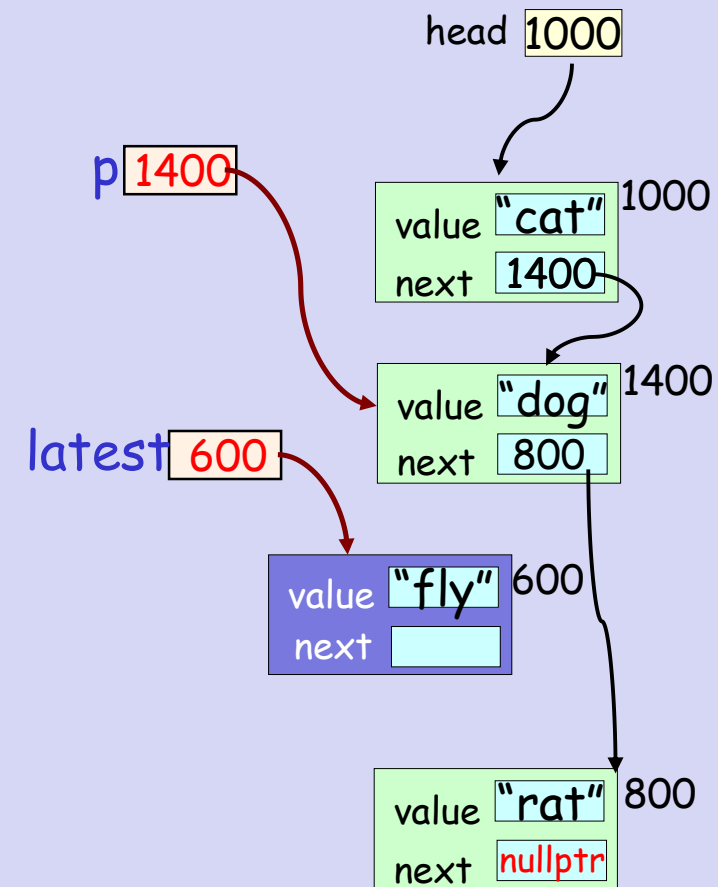 head 1000
p 1400
1000
value "cat"
next 1400
1400
value "dog"
next 800
latest 600
600
value "fly"
next
800
value "rat"
next nullptr